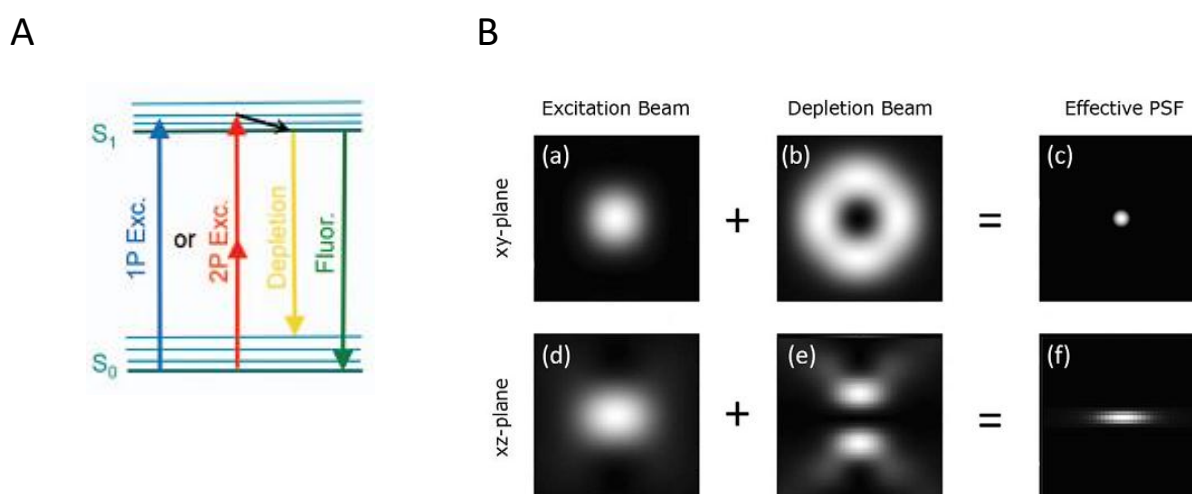 A
B
S₁
S₀
1P Exc.
or
2P Exc.
Depletion
Fluor.
Excitation Beam
Depletion Beam
Effective PSF
xy-plane
(a)
+
(b)
=
(c)
xz-plane
(d)
+
(e)
=
(f)